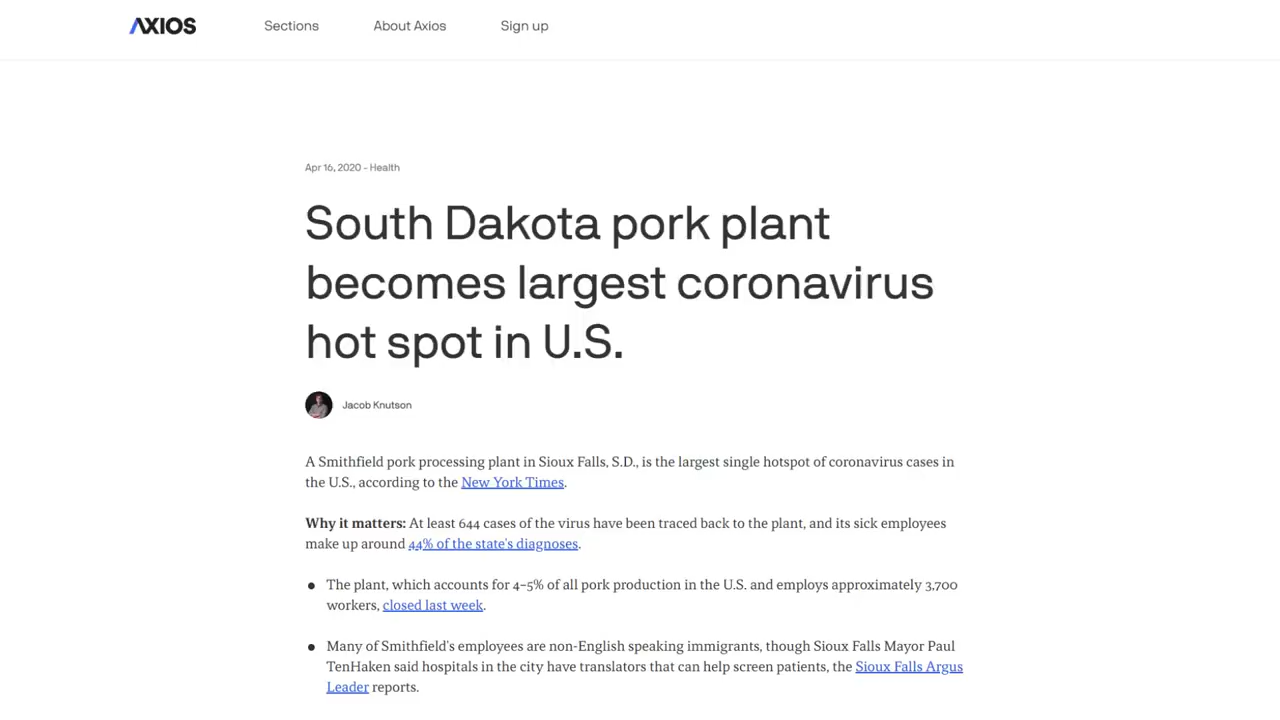 AXIOS
Sections
About Axios
Sign up
Apr 16, 2020 - Health
South Dakota pork plant
becomes largest coronavirus
hot spot in U.S.
Jacob Knutson
A Smithfield pork processing plant in Sioux Falls, S.D., is the largest single hotspot of coronavirus cases in
the U.S., according to the New York Times.
Why it matters: At least 644 cases of the virus have been traced back to the plant, and its sick employees
make up around 44% of the state's diagnoses.
The plant, which accounts for 4–5% of all pork production in the U.S. and employs approximately 3,700
workers, closed last week.
Many of Smithfield's employees are non-English speaking immigrants, though Sioux Falls Mayor Paul
TenHaken said hospitals in the city have translators that can help screen patients, the Sioux Falls Argus
Leader reports.